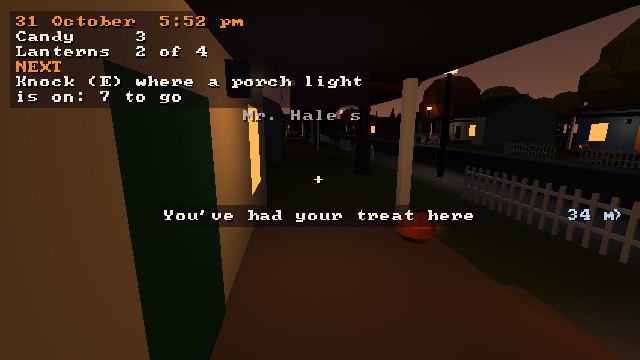 31 October 5:52 pm
Candy 3
Lanterns 2 of 4
NEXT
Knock (E) where a porch light
is on: 7 to go
Mr. Hale's
You've had your treat here
34 m>